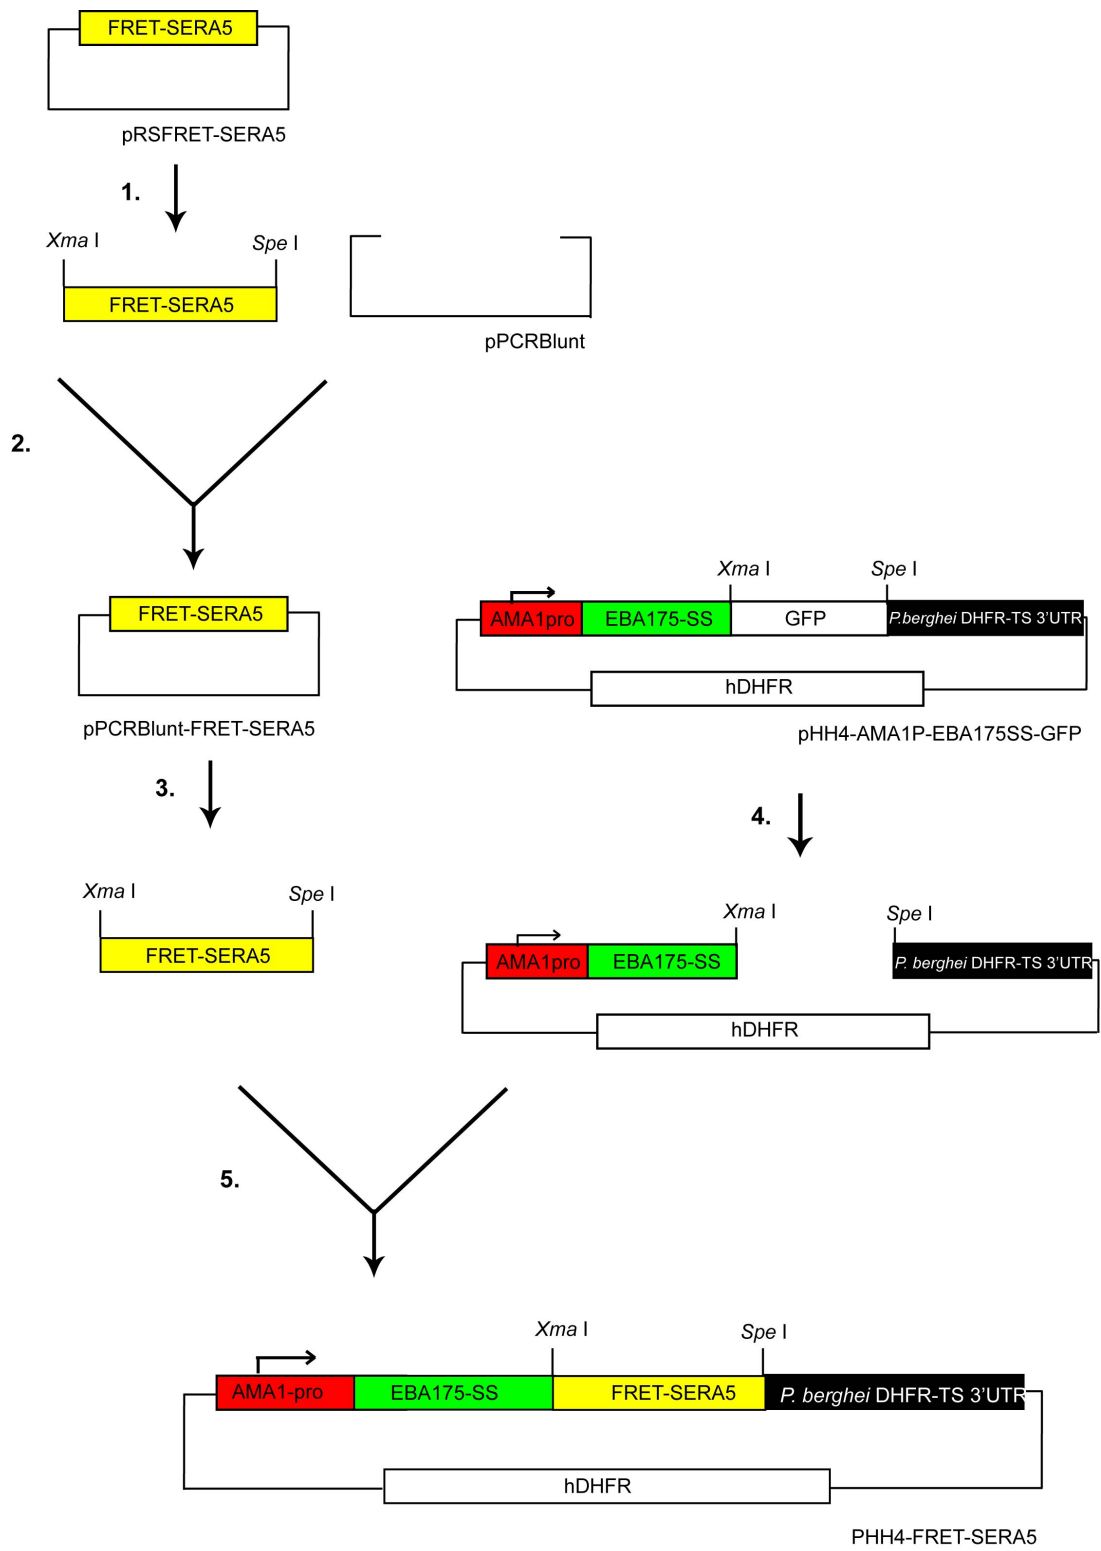 FRET-SERA5
pRSFRET-SERA5
1.
Xma I
Spe I
FRET-SERA5
pPCRBlunt
2.
FRET-SERA5
pPCRBlunt-FRET-SERA5
Xma I
Spe I
AMA1pro
EBA175-SS
GFP
P.berghei DHFR-TS 3’UTR
hDHFR
pHH4-AMA1P-EBA175SS-GFP
3.
4.
Xma I
Spe I
FRET-SERA5
Xma I
Spe I
AMA1pro
EBA175-SS
P. berghei DHFR-TS 3’UTR
hDHFR
5.
Xma I
Spe I
AMA1-pro
EBA175-SS
FRET-SERA5
P. berghei DHFR-TS 3’UTR
hDHFR
PHH4-FRET-SERA5